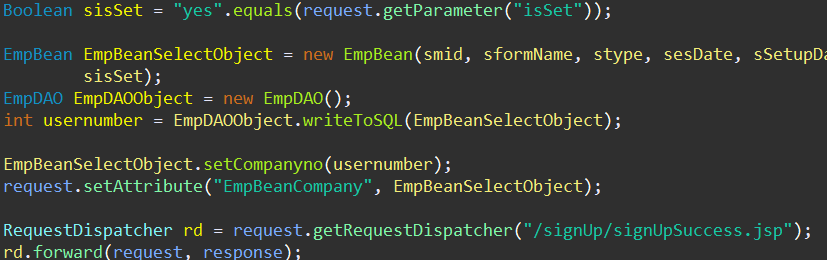 Boolean sisSet = "yes".equals(request.getParameter("isSet"));
EmpBean EmpBeanSelectObject = new EmpBean(smid, sformName, stype, sesDate, sSetupDa
sisSet);
EmpDAO EmpDAOObject = new EmpDAO();
int usernumber = EmpDAOObject.writeToSQL(EmpBeanSelectObject);
EmpBeanSelectObject.setCompanyno(usernumber);
request.setAttribute("EmpBeanCompany", EmpBeanSelectObject);
RequestDispatcher rd = request.getRequestDispatcher("/signUp/signUpSuccess.jsp");
rd.forward(request, response);